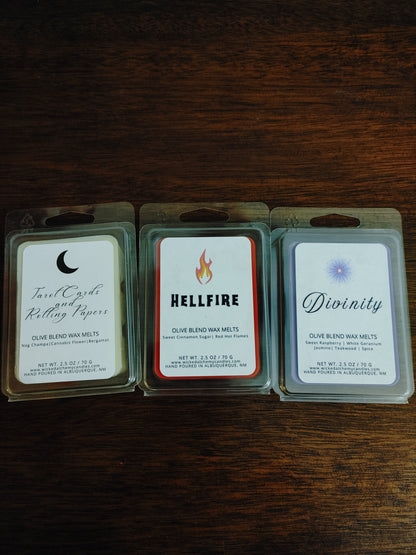 Tarot Cards
and
Rolling Papers
OLIVE BLEND WAX MELTS
Nag Champa|Cannabis Flower|Bergamot
NET WT. 2.5 OZ / 70 G
www.wickedalchemycandles.com
HAND POURED IN ALBUQUERQUE, NM
HELLFIRE
OLIVE BLEND WAX MELTS
Sweet Cinnamon Sugar| Red Hot Flames
NET WT. 2.5 OZ / 70 G
www.wickedalchemycandles.com
HAND POURED IN ALBUQUERQUE, NM
Divinity
OLIVE BLEND WAX MELTS
Sweet Raspberry | White Geranium
Jasmine| Teakwood | Spice
NET WT. 2.5 OZ / 70 G
www.wickedalchemycandles.com
HAND POURED IN ALBUQUERQUE, NM